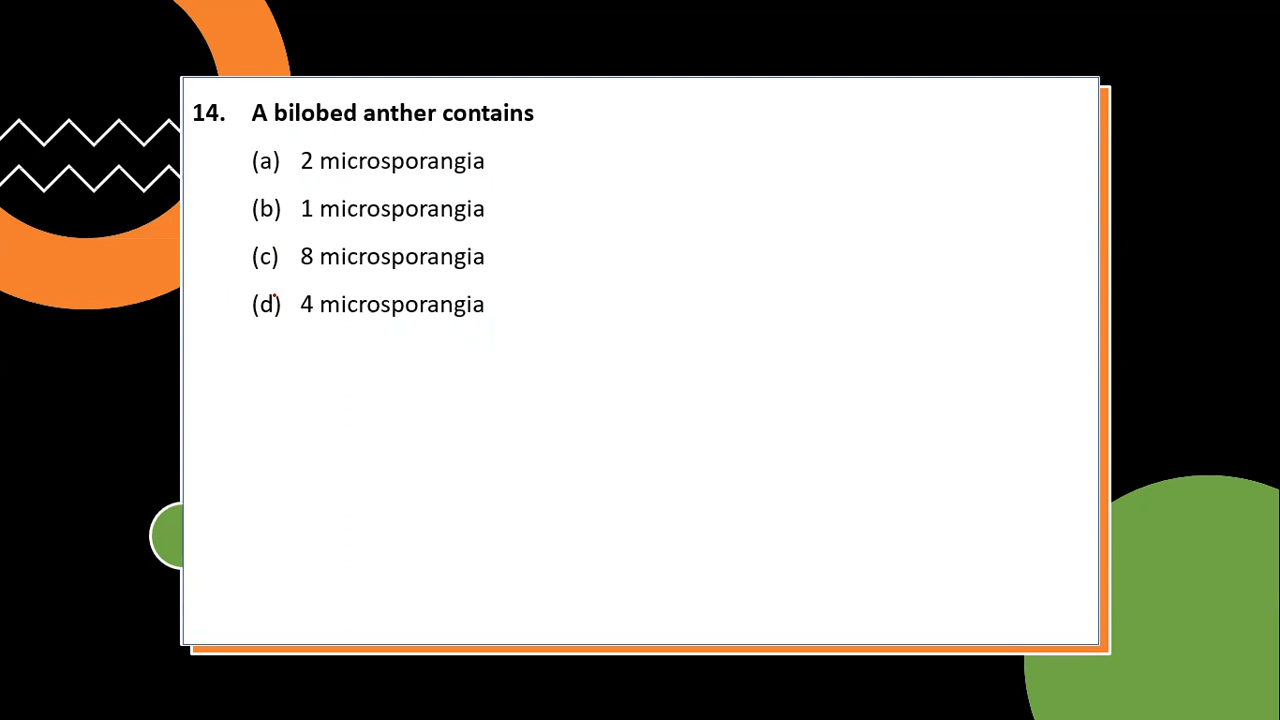 14. A bilobed anther contains
(a) 2 microsporangia
(b) 1 microsporangia
(c) 8 microsporangia
(d) 4 microsporangia